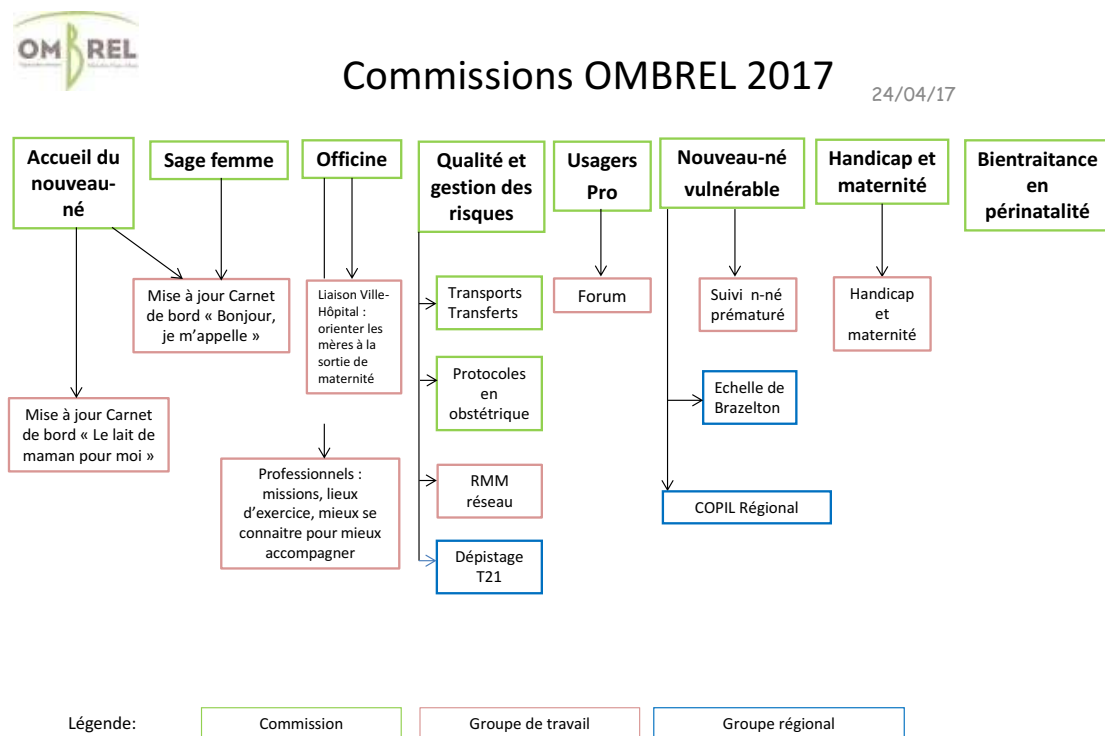 OMBREL
Commissions OMBREL 2017
24/04/17
Accueil du
nouveau-
né
Sage femme
Officine
Qualité et
gestion des
risques
Usagers
Pro
Nouveau-né
vulnérable
Handicap et
maternité
Bientraitance
en
périnatalité
Mise à jour Carnet
de bord « Bonjour,
je m’appelle »
Liaison Ville-
Hôpital :
orienter les
mères à la
sortie de
maternité
Transports
Transferts
Forum
Suivi n-né
prématuré
Handicap
et
maternité
Protocoles
en
obstétrique
Echelle de
Brazelton
Mise à jour Carnet
de bord « Le lait de
maman pour moi »
Professionnels :
missions, lieux
d’exercice, mieux se
connaitre pour mieux
accompagner
RMM
réseau
COPIL Régional
Dépistage
T21
Légende:
Commission
Groupe de travail
Groupe régional